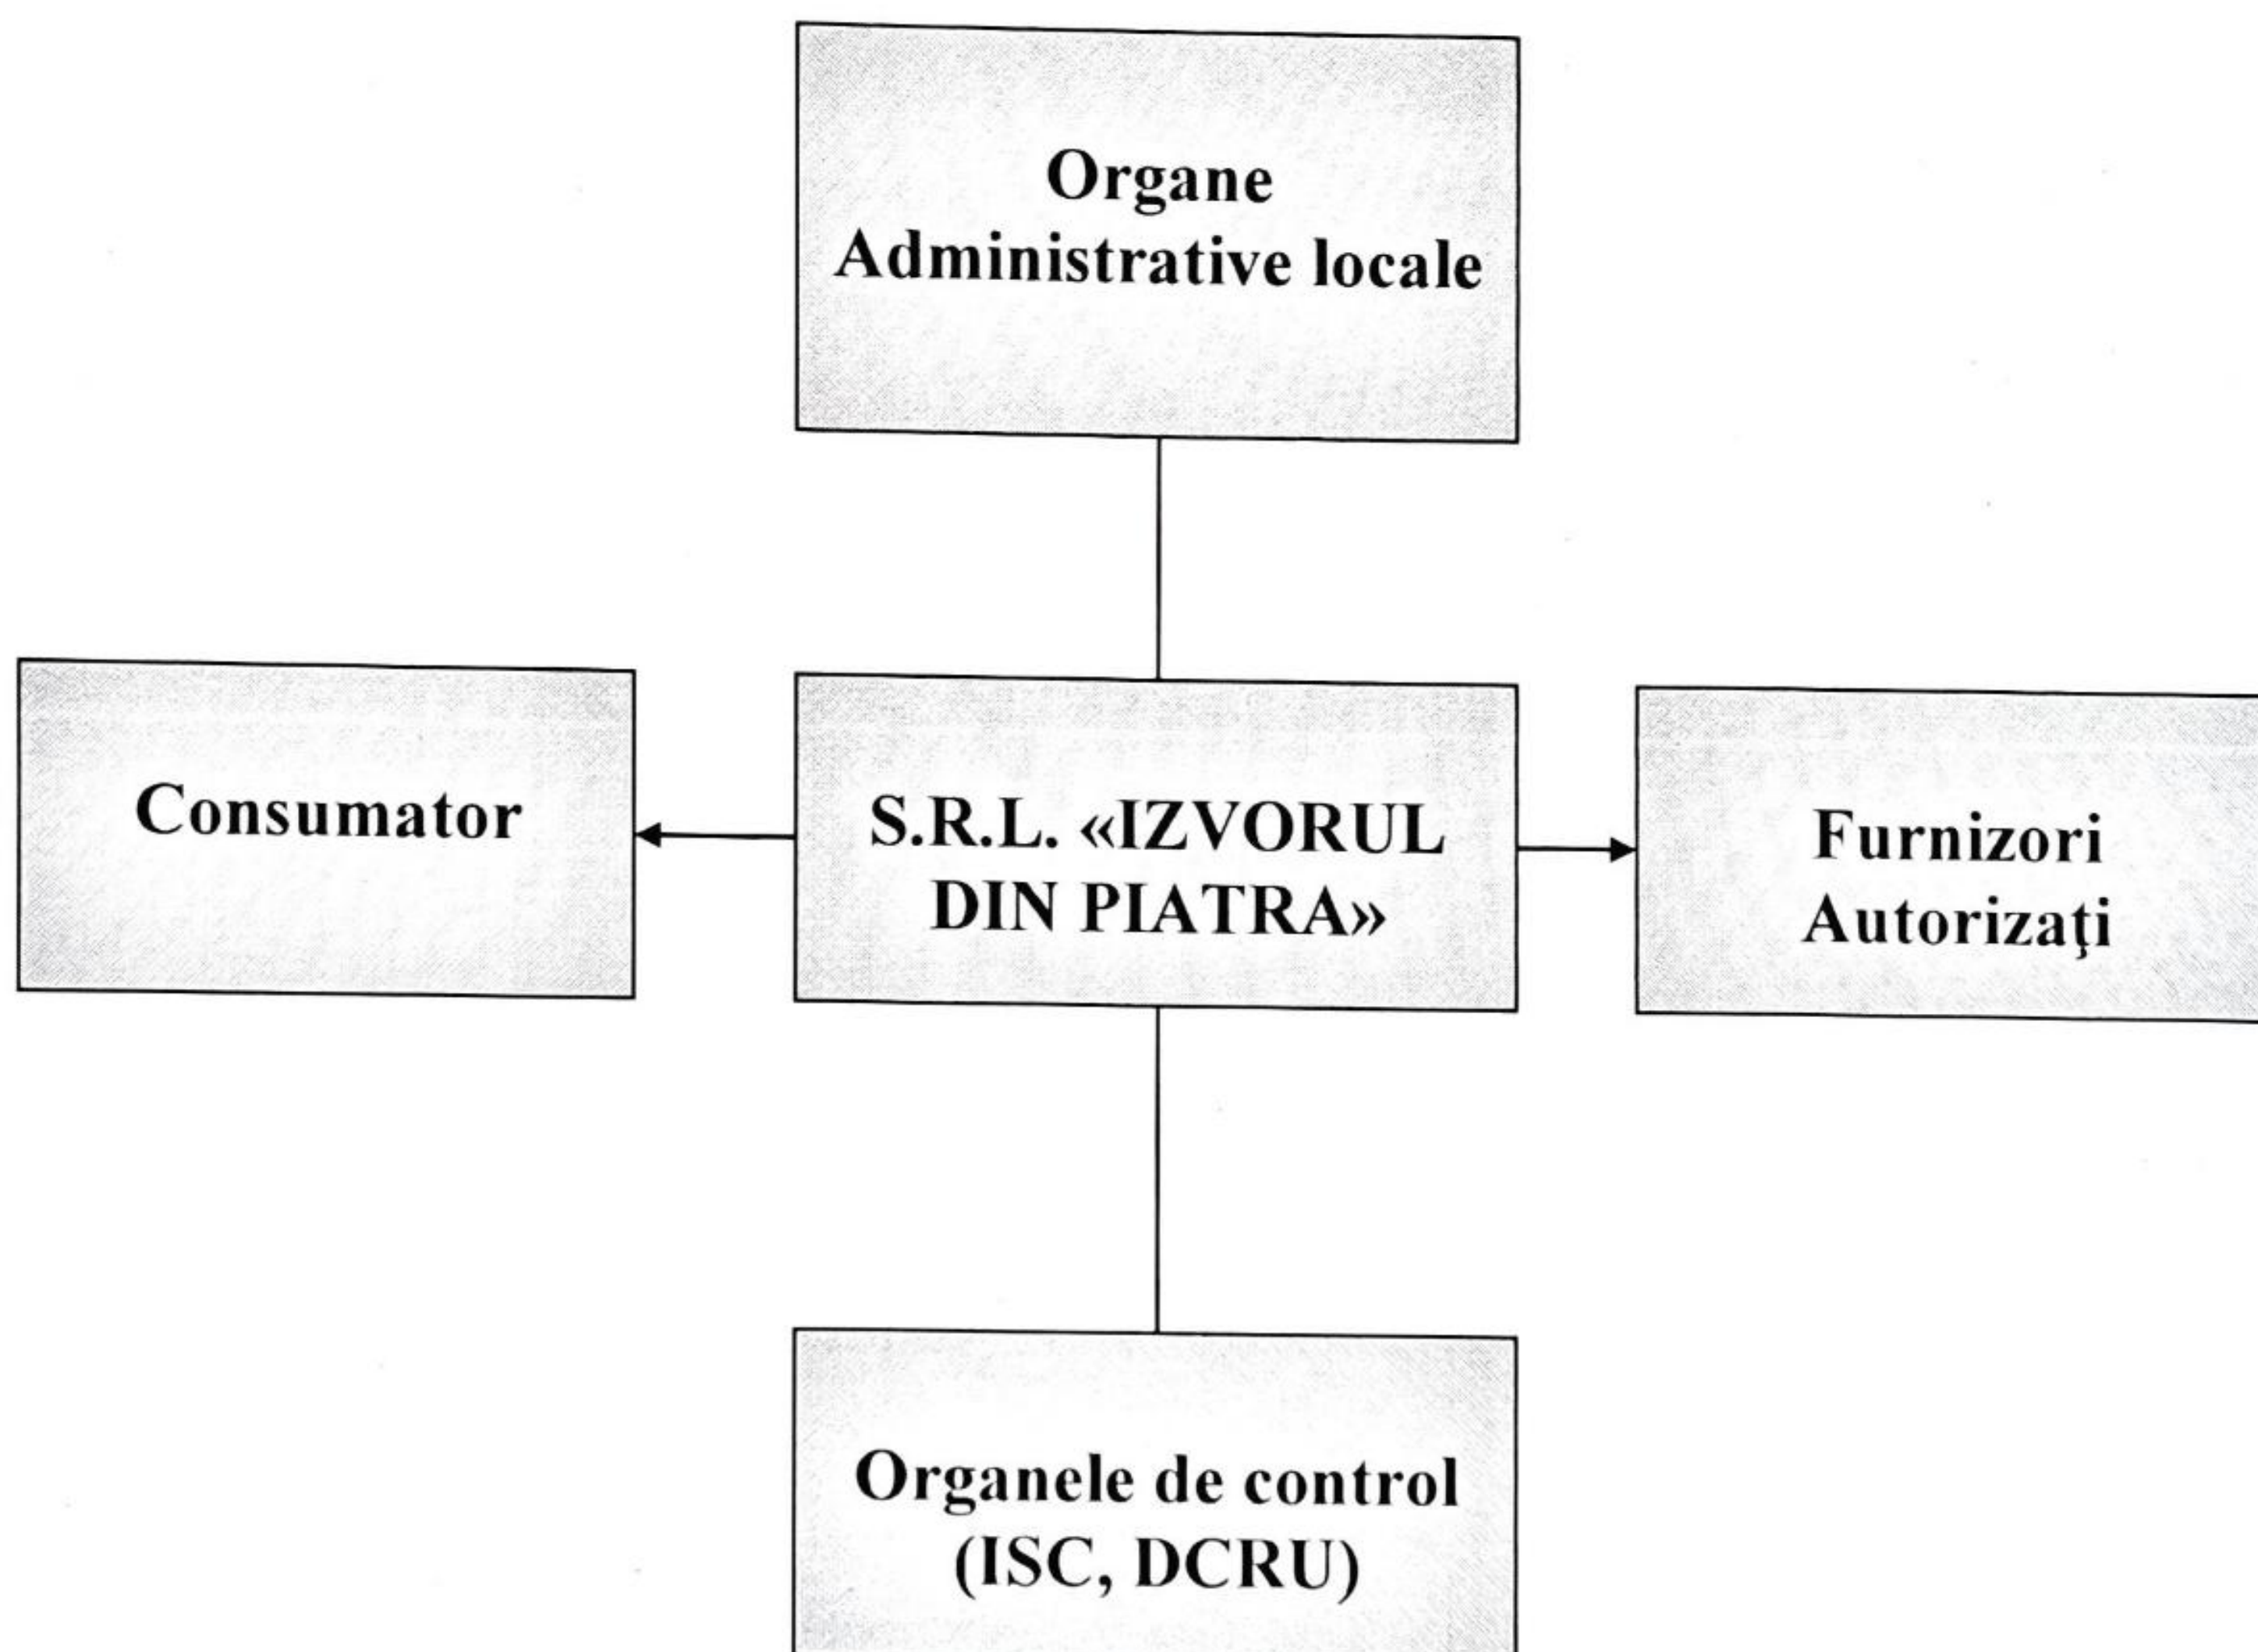 Organe
Administrative locale
Consumator
S.R.L. «IZVORUL
DIN PIATRA»
Furnizori
Autorizaţi
Organele de control
(ISC, DCRU)